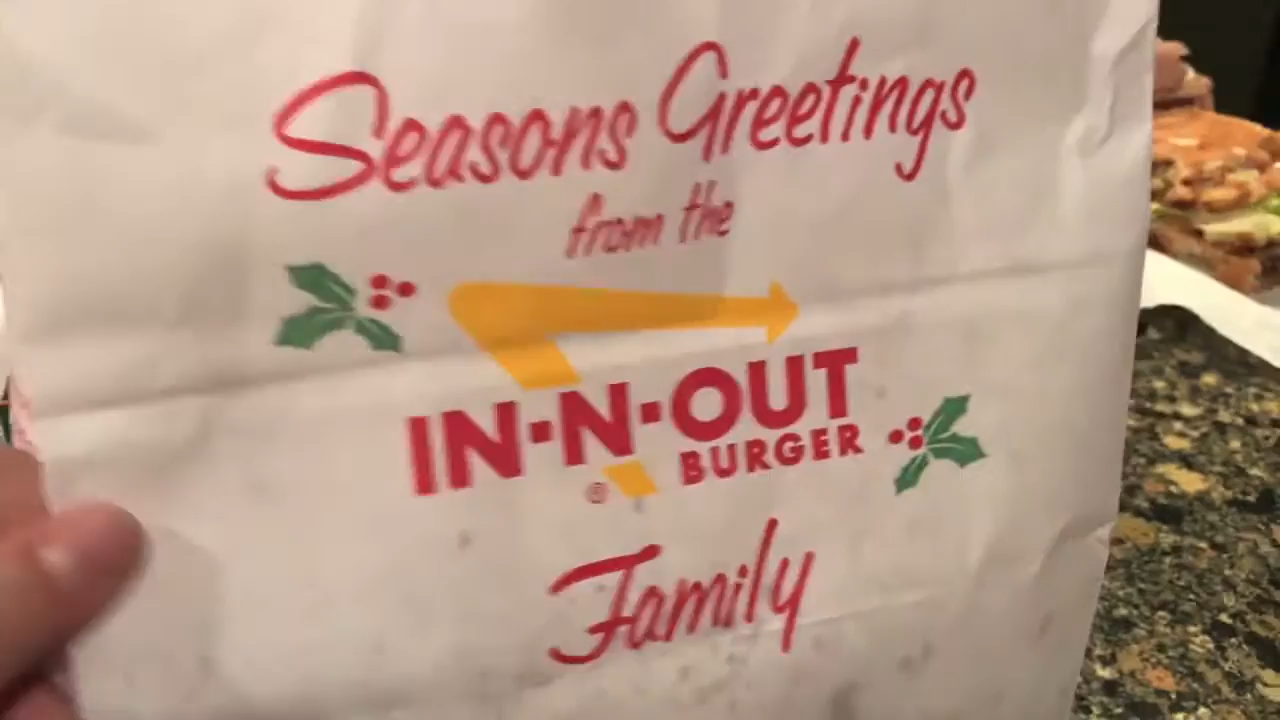 Seasons Greetings
from the
IN-N-OUT
BURGER
®
Family